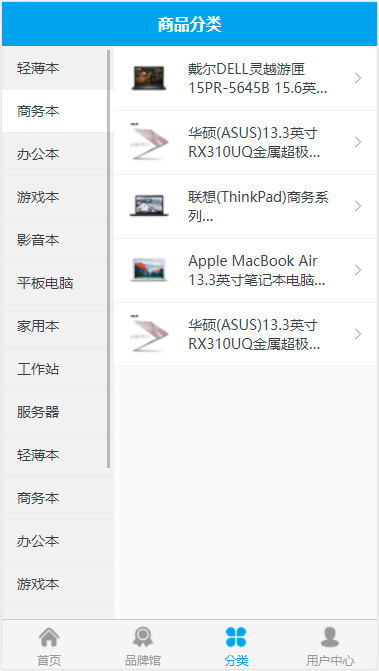 商品分类
轻薄本
商务本
办公本
游戏本
影音本
平板电脑
家用本
工作站
服务器
轻薄本
商务本
办公本
游戏本
戴尔DELL灵越游匣
15PR-5645B 15.6英...
华硕(ASUS)13.3英寸
RX310UQ金属超极...
联想(ThinkPad)商务系
列...
Apple MacBook Air
13.3英寸笔记本电脑...
华硕(ASUS)13.3英寸
RX310UQ金属超极...
首页
品牌馆
分类
用户中心